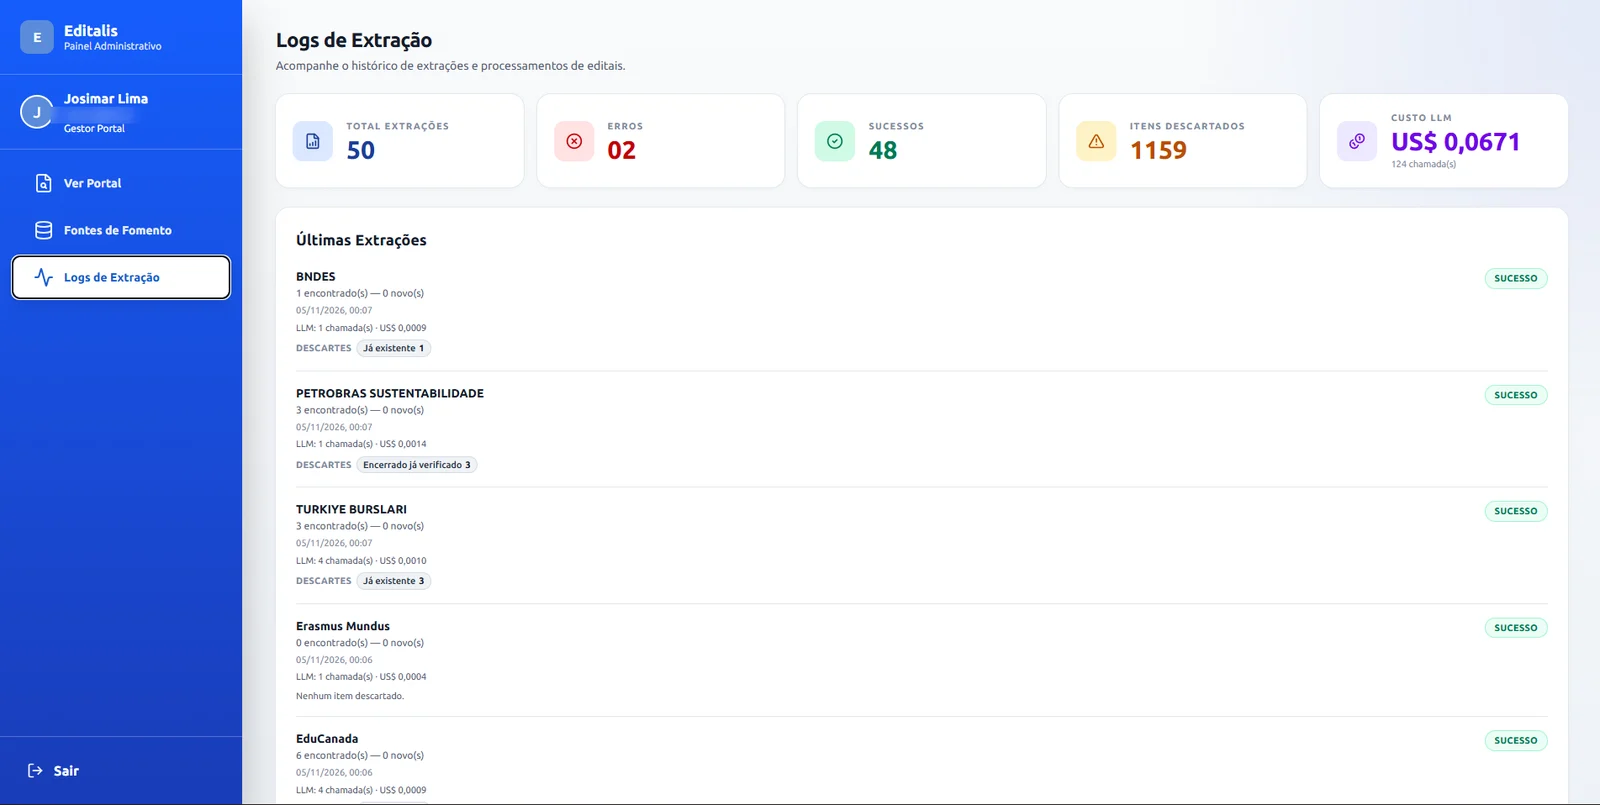 E
Editalis
Painel Administrativo
J
Josimar Lima
Gestor Portal
Ver Portal
Fontes de Fomento
Logs de Extração
Sair
Logs de Extração
Acompanhe o histórico de extrações e processamentos de editais.
TOTAL EXTRAÇÕES
50
ERROS
02
SUCESSOS
48
ITENS DESCARTADOS
1159
CUSTO LLM
US$ 0,0671
124 chamada(s)
Últimas Extrações
BNDES
SUCESSO
1 encontrado(s) — 0 novo(s)
05/11/2026, 00:07
LLM: 1 chamada(s) · US$ 0,0009
DESCARTES Já existente 1
PETROBRAS SUSTENTABILIDADE
SUCESSO
3 encontrado(s) — 0 novo(s)
05/11/2026, 00:07
LLM: 1 chamada(s) · US$ 0,0014
DESCARTES Encerrado já verificado 3
TURKIYE BURSLARI
SUCESSO
3 encontrado(s) — 0 novo(s)
05/11/2026, 00:07
LLM: 4 chamada(s) · US$ 0,0010
DESCARTES Já existente 3
Erasmus Mundus
SUCESSO
0 encontrado(s) — 0 novo(s)
05/11/2026, 00:06
LLM: 1 chamada(s) · US$ 0,0004
Nenhum item descartado.
EduCanada
SUCESSO
6 encontrado(s) — 0 novo(s)
05/11/2026, 00:06
LLM: 4 chamada(s) · US$ 0,0009